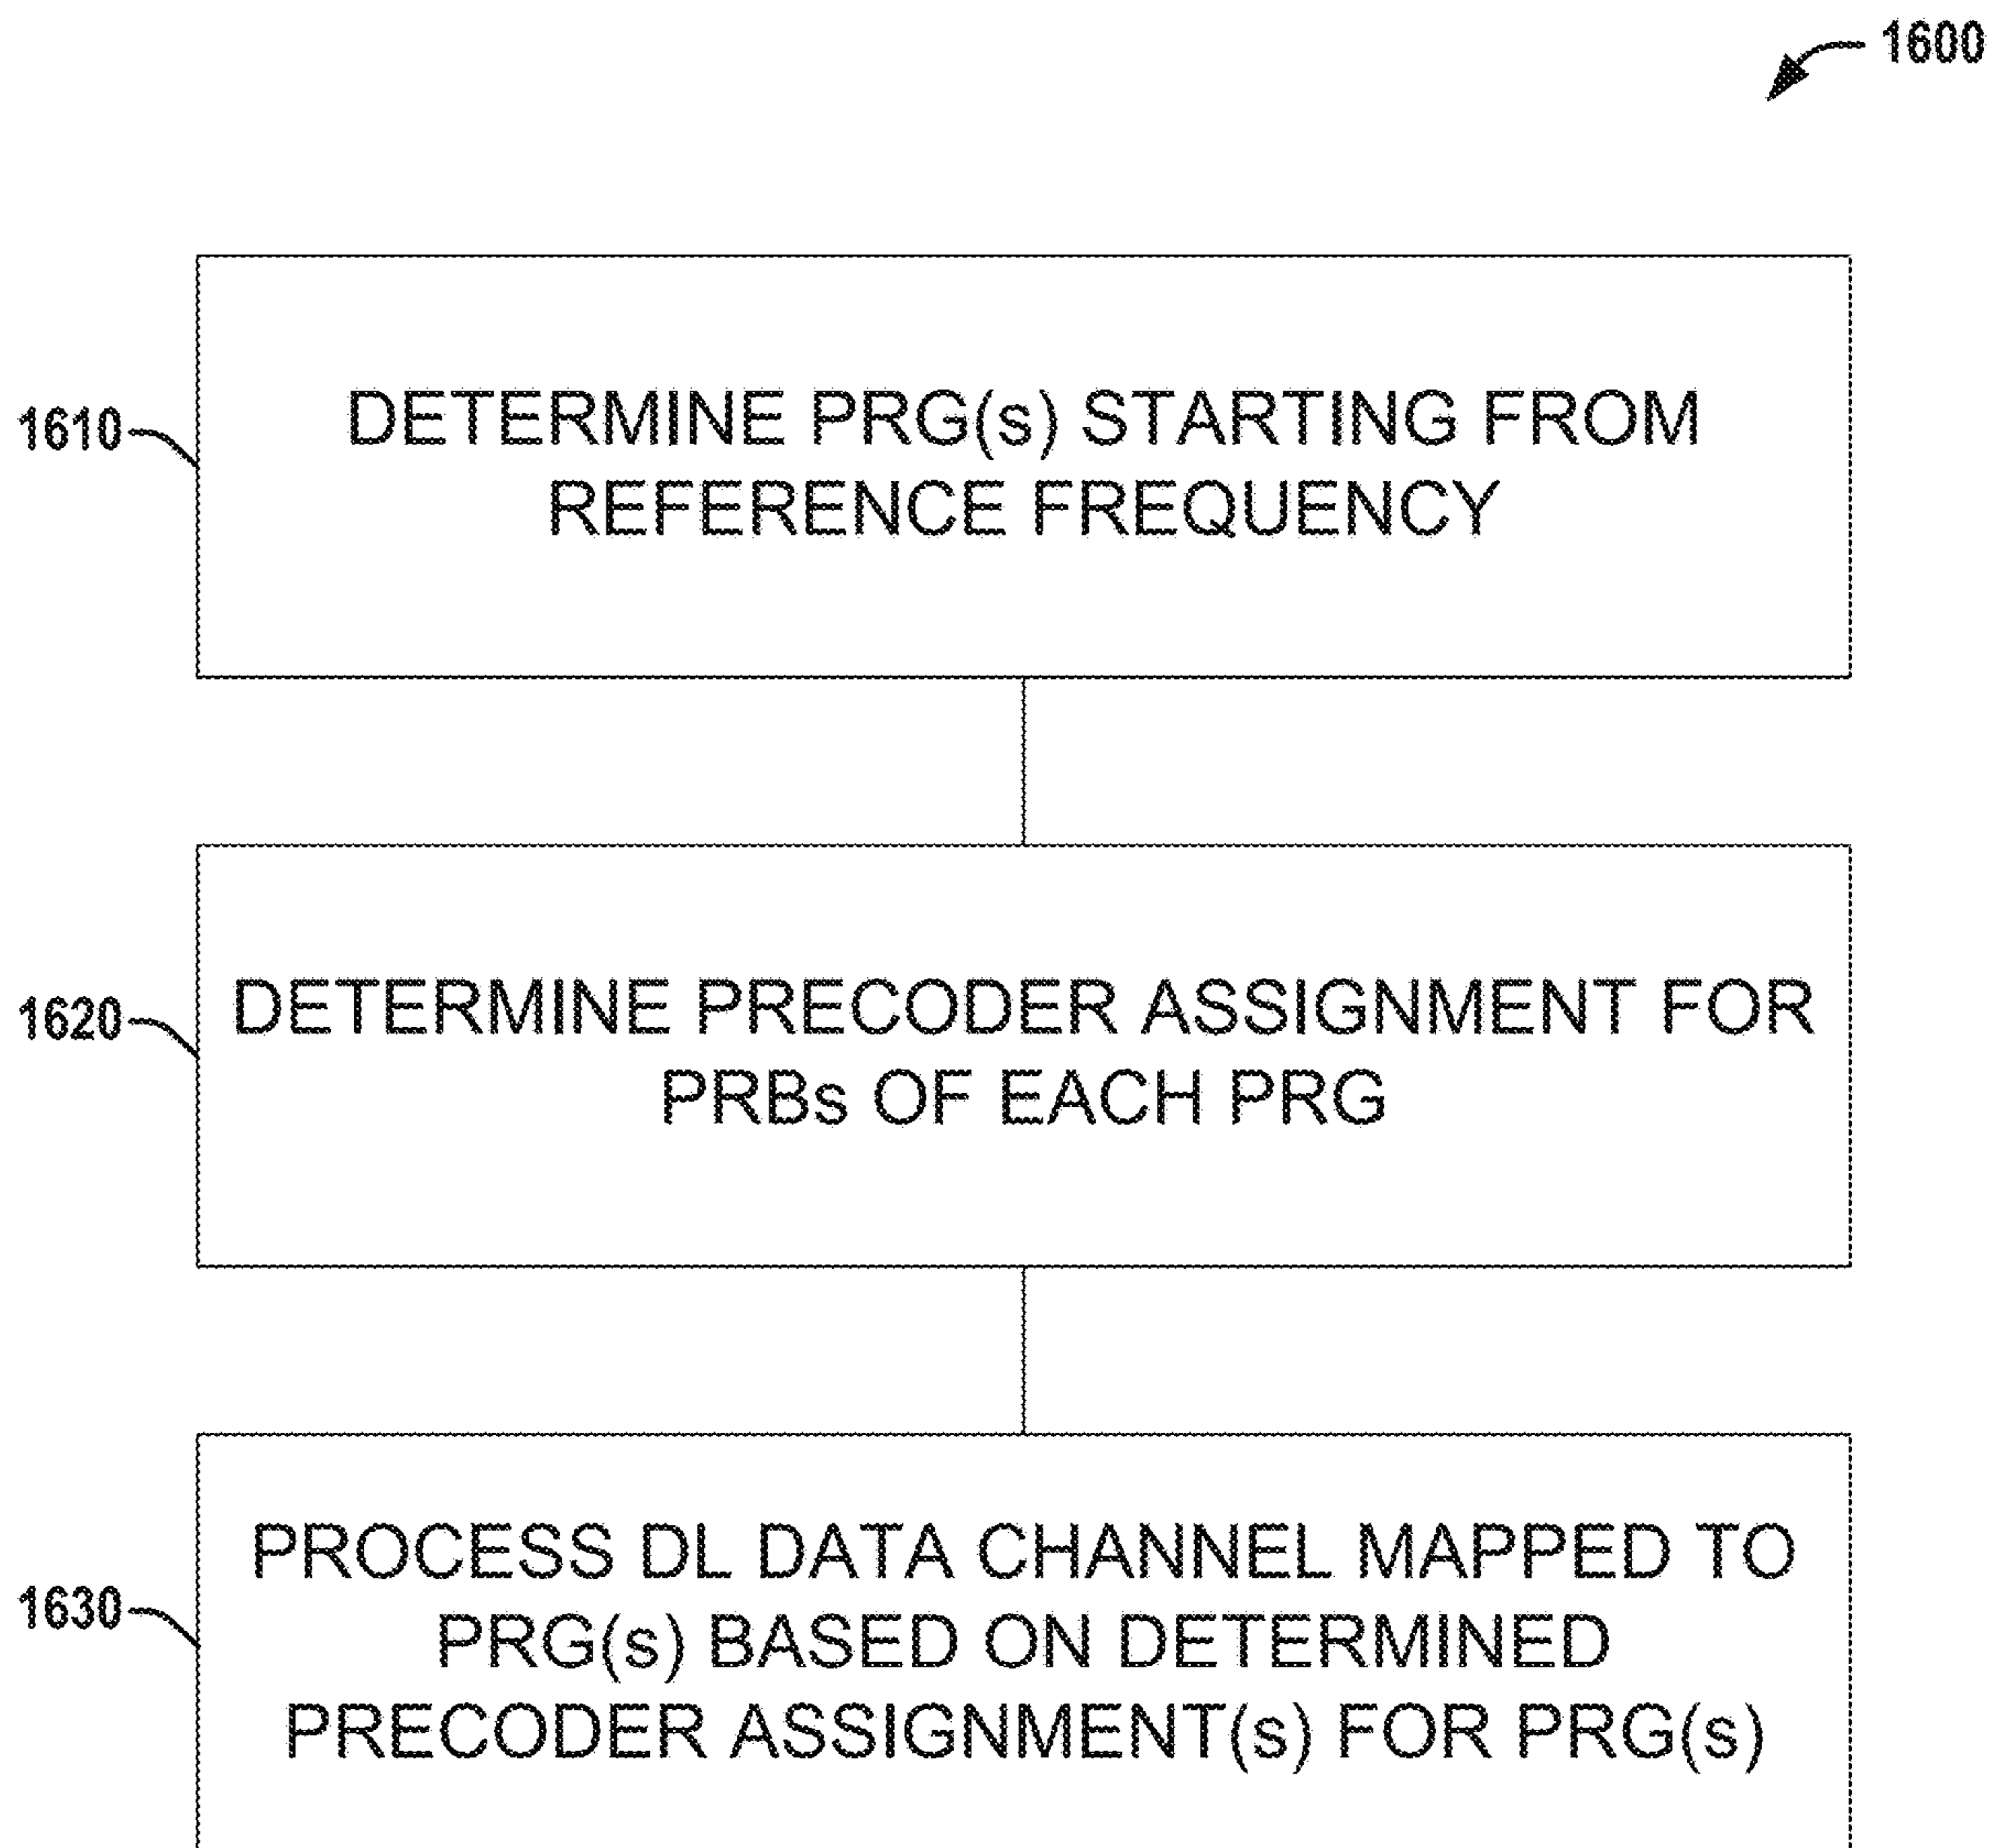 1600
1610
DETERMINE PRG(s) STARTING FROM
REFERENCE FREQUENCY
1620
DETERMINE PRECODER ASSIGNMENT FOR
PRBs OF EACH PRG
1630
PROCESS DL DATA CHANNEL MAPPED TO
PRG(s) BASED ON DETERMINED
PRECODER ASSIGNMENT(s) FOR PRG(s)